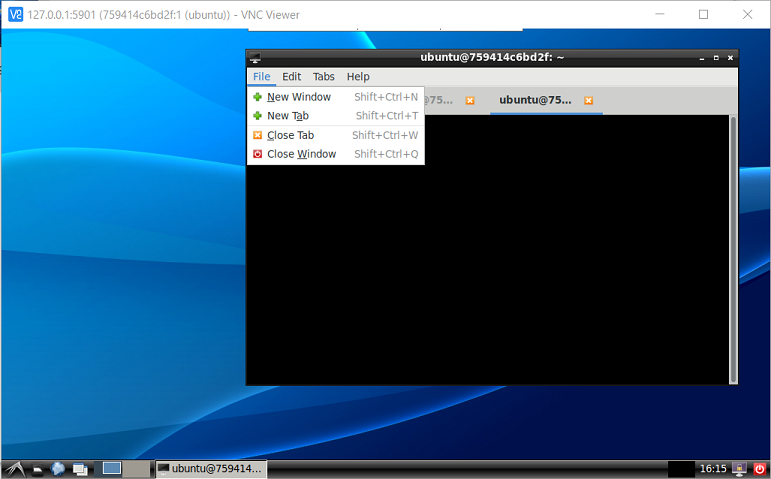 127.0.0.1:5901 (759414c6bd2f:1 (ubuntu)) - VNC Viewer
ubuntu@759414c6bd2f: ~
File Edit Tabs Help
@75... ubuntu@75...
New Window Shift+Ctrl+N
New Tab Shift+Ctrl+T
Close Tab Shift+Ctrl+W
Close Window Shift+Ctrl+Q
ubuntu@759414... 16:15